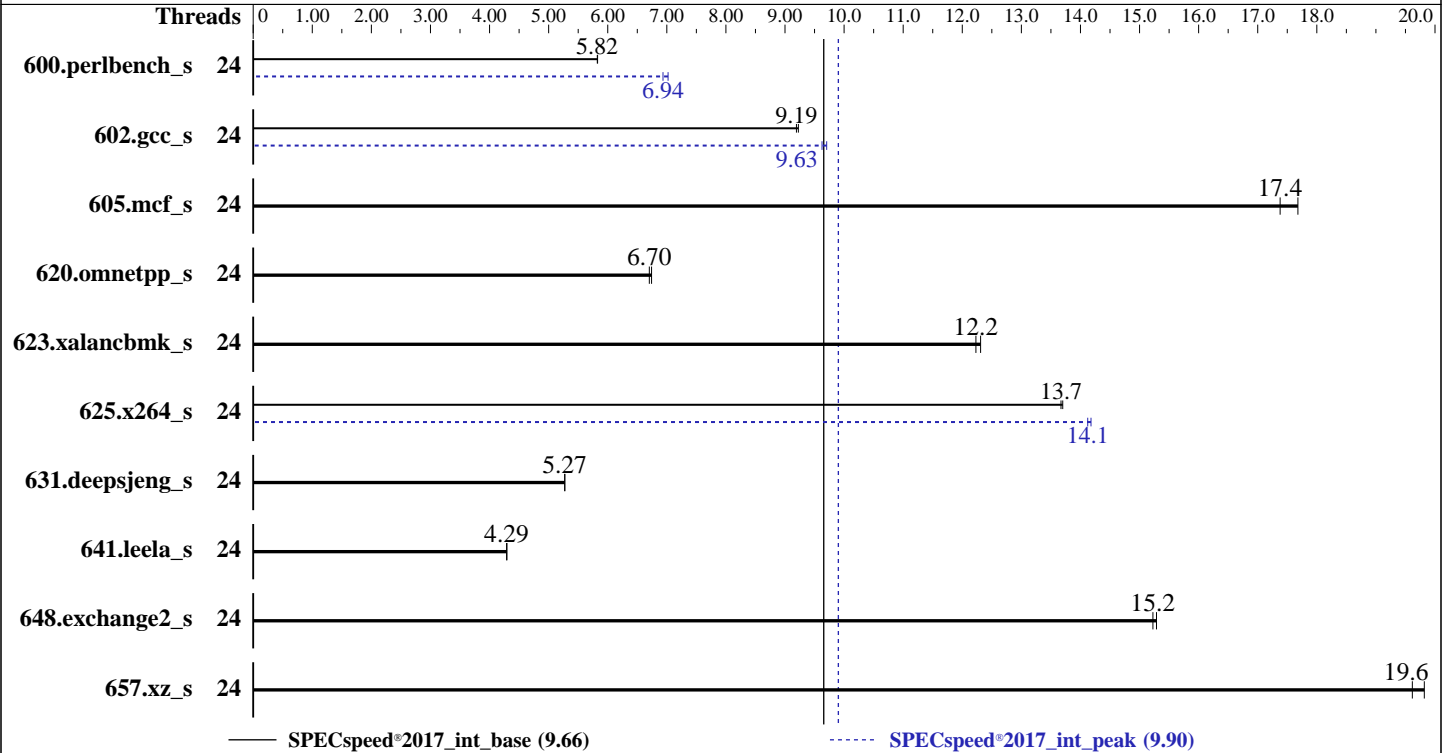 Threads 0 1.00 2.00 3.00 4.00 5.00 6.00 7.00 8.00 9.00 10.0 11.0 12.0 13.0 14.0 15.0 16.0 17.0 18.0 20.0
5.82
600.perlbench_s 24
6.94
9.19
602.gcc_s 24
9.63
17.4
605.mcf_s 24
6.70
620.omnetpp_s 24
12.2
623.xalancbmk_s 24
13.7
625.x264_s 24
14.1
5.27
631.deepsjeng_s 24
4.29
641.leela_s 24
15.2
648.exchange2_s 24
19.6
657.xz_s 24
SPECspeed®2017_int_base (9.66) SPECspeed®2017_int_peak (9.90)